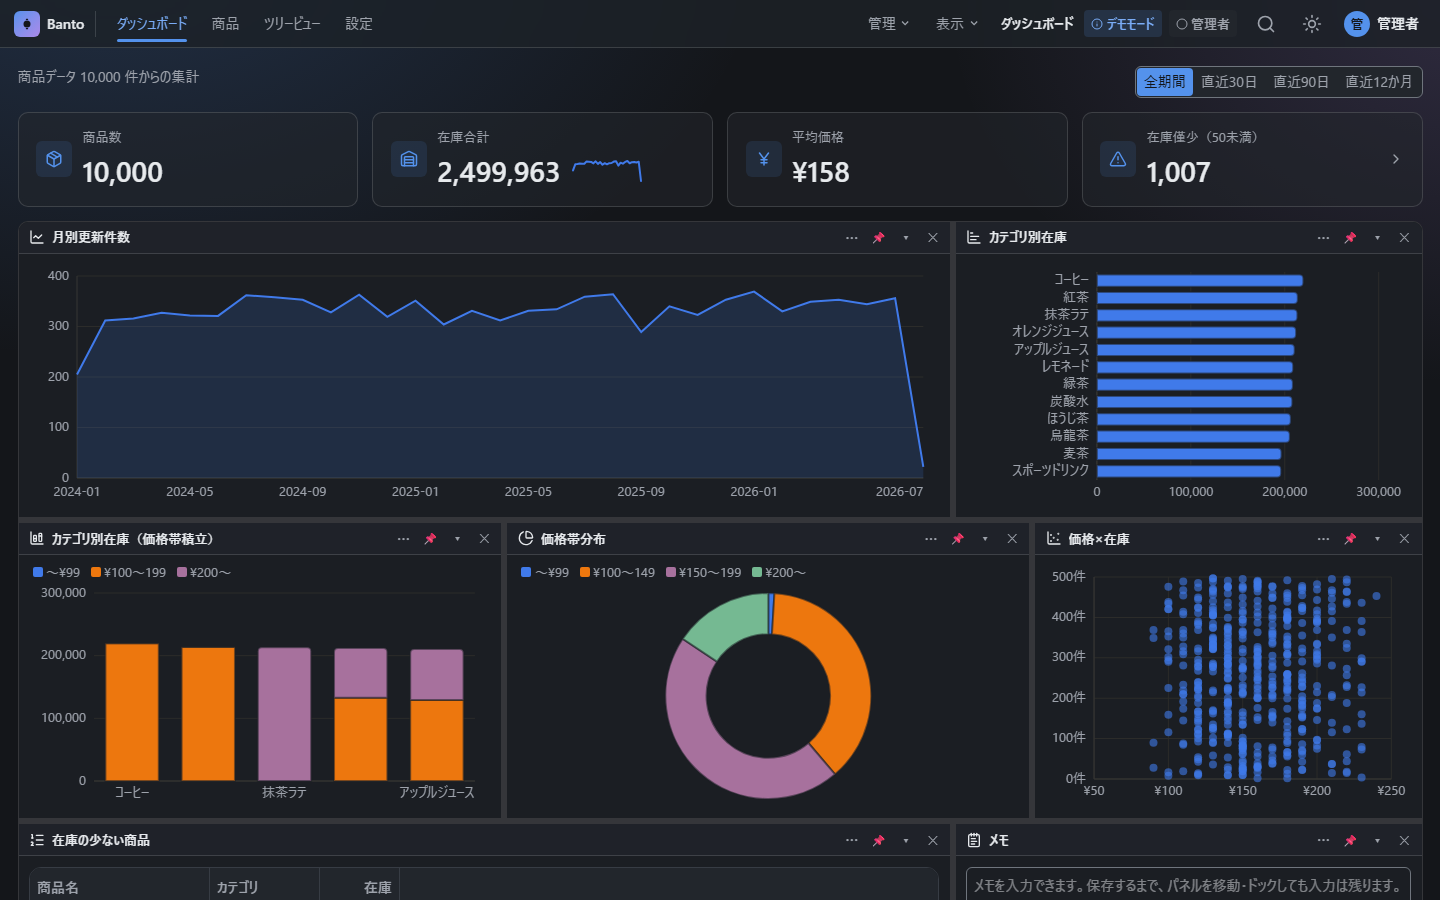 Banto ダッシュボード 商品 ツリービュー 設定 管理 表示 ダッシュボード デモモード 管理者 管 管理者
商品データ 10,000 件からの集計
全期間 直近30日 直近90日 直近12か月
商品数
10,000
在庫合計
2,499,963
平均価格
¥158
在庫僅少（50未満）
1,007
月別更新件数
400
300
200
100
0
2024-01 2024-05 2024-09 2025-01 2025-05 2025-09 2026-01 2026-07
カテゴリ別在庫
コーヒー
紅茶
抹茶ラテ
オレンジジュース
アップルジュース
レモネード
緑茶
炭酸水
ほうじ茶
烏龍茶
麦茶
スポーツドリンク
0 100,000 200,000 300,000
カテゴリ別在庫（価格帯積立）
～¥99 ¥100～199 ¥200～
300,000
200,000
100,000
0
コーヒー 抹茶ラテ アップルジュース
価格帯分布
～¥99 ¥100～149 ¥150～199 ¥200～
価格×在庫
500件
400件
300件
200件
100件
0件
¥50 ¥100 ¥150 ¥200 ¥250
在庫の少ない商品
商品名 カテゴリ 在庫
メモ
メモを入力できます。保存するまで、パネルを移動・ドックしても入力は残ります。